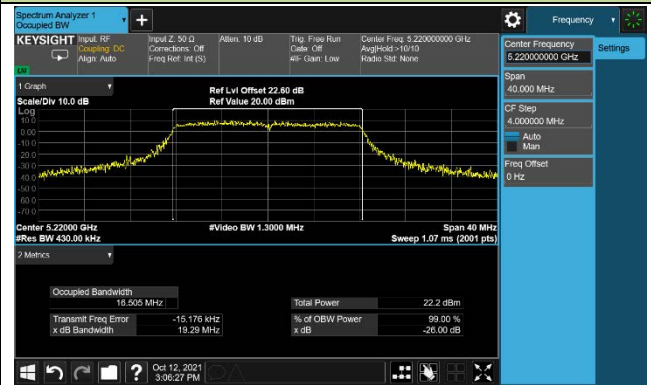 Spectrum Analyzer 1
Occupied BW
+
Frequency
KEYSIGHT Input: RF
Coupling: DC
Align: Auto
Input Z: 50 Ω
Corrections: Off
Freq Ref: Int (S)
Atten: 10 dB
Trig: Free Run
Gate: Off
#IF Gain: Low
Center Freq: 5.220000000 GHz
Avg|Hold:>10/10
Radio Std: None
Center Frequency
5.220000000 GHz
Settings
Span
40.000 MHz
CF Step
4.000000 MHz
Auto
Man
Freq Offset
0 Hz
1 Graph
Scale/Div 10.0 dB
Ref Lvl Offset 22.60 dB
Ref Value 20.00 dBm
Log
10.0
0.00
-10.0
-20.0
-30.0
-40.0
-50.0
-60.0
-70.0
Center 5.22000 GHz
#Video BW 1.3000 MHz
Span 40 MHz
#Res BW 430.00 kHz
Sweep 1.07 ms (2001 pts)
2 Metrics
Occupied Bandwidth
16.505 MHz
Total Power 22.2 dBm
Transmit Freq Error -15.176 kHz
% of OBW Power 99.00 %
x dB Bandwidth 19.29 MHz
x dB -26.00 dB
?
Oct 12, 2021
3:06:27 PM